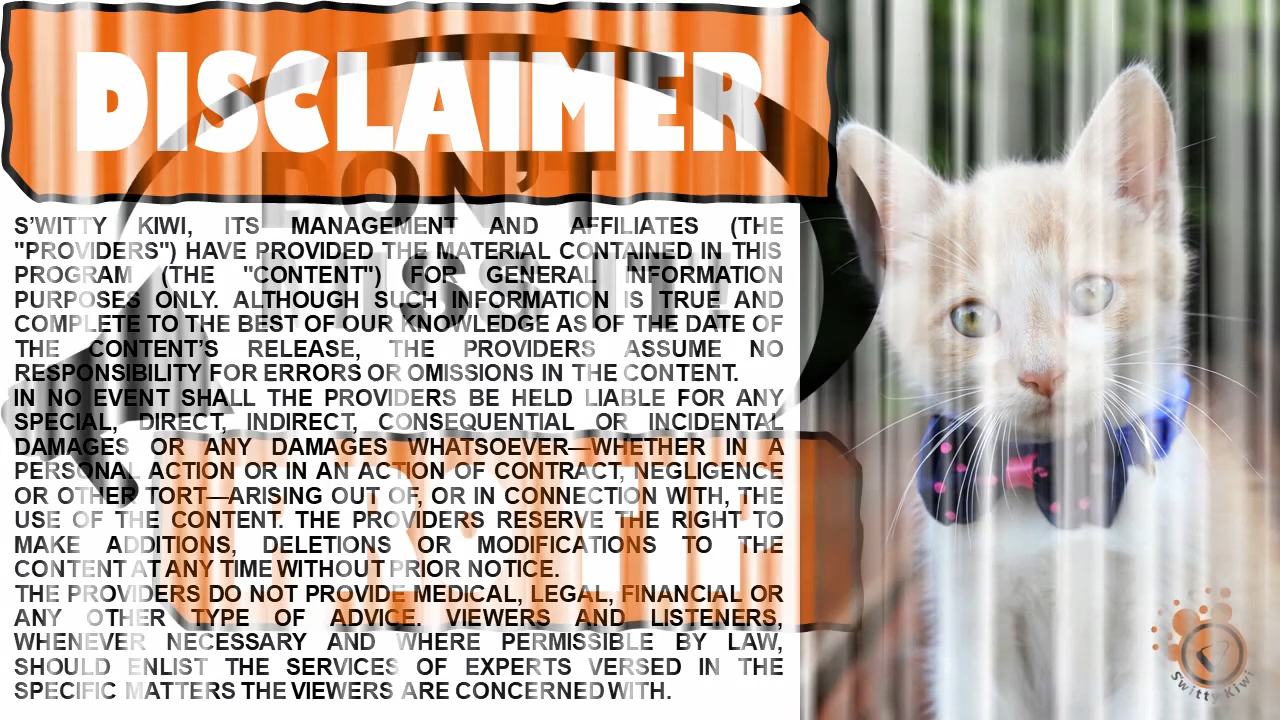 DISCLAIMER
DON'T
MISS IT!
S'WITTY KIWI, ITS MANAGEMENT AND AFFILIATES (THE
"PROVIDERS") HAVE PROVIDED THE MATERIAL CONTAINED IN THIS
PROGRAM (THE "CONTENT") FOR GENERAL INFORMATION
PURPOSES ONLY. ALTHOUGH SUCH INFORMATION IS TRUE AND
COMPLETE TO THE BEST OF OUR KNOWLEDGE AS OF THE DATE OF
THE CONTENT'S RELEASE, THE PROVIDERS ASSUME NO
RESPONSIBILITY FOR ERRORS OR OMISSIONS IN THE CONTENT.
IN NO EVENT SHALL THE PROVIDERS BE HELD LIABLE FOR ANY
SPECIAL, DIRECT, INDIRECT, CONSEQUENTIAL OR INCIDENTAL
DAMAGES OR ANY DAMAGES WHATSOEVER—WHETHER IN A
PERSONAL ACTION OR IN AN ACTION OF CONTRACT, NEGLIGENCE
OR OTHER TORT—ARISING OUT OF, OR IN CONNECTION WITH, THE
USE OF THE CONTENT. THE PROVIDERS RESERVE THE RIGHT TO
MAKE ADDITIONS, DELETIONS OR MODIFICATIONS TO THE
CONTENT AT ANY TIME WITHOUT PRIOR NOTICE.
THE PROVIDERS DO NOT PROVIDE MEDICAL, LEGAL, FINANCIAL OR
ANY OTHER TYPE OF ADVICE. VIEWERS AND LISTENERS,
WHENEVER NECESSARY AND WHERE PERMISSIBLE BY LAW,
SHOULD ENLIST THE SERVICES OF EXPERTS VERSED IN THE
SPECIFIC MATTERS THE VIEWERS ARE CONCERNED WITH.
S'witty Kiwi